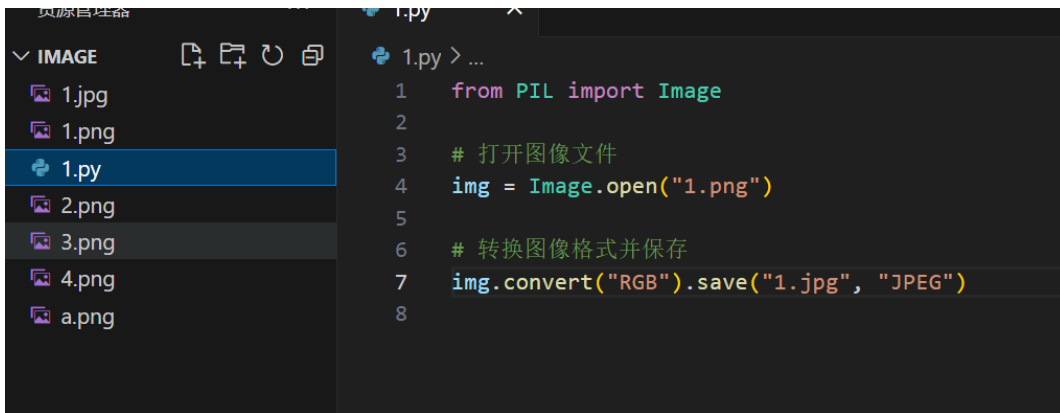 资源管理器
1.py
IMAGE
1.jpg
1.png
1.py
2.png
3.png
4.png
a.png
1.py > ...
1 from PIL import Image
2
3 # 打开图像文件
4 img = Image.open("1.png")
5
6 # 转换图像格式并保存
7 img.convert("RGB").save("1.jpg", "JPEG")
8